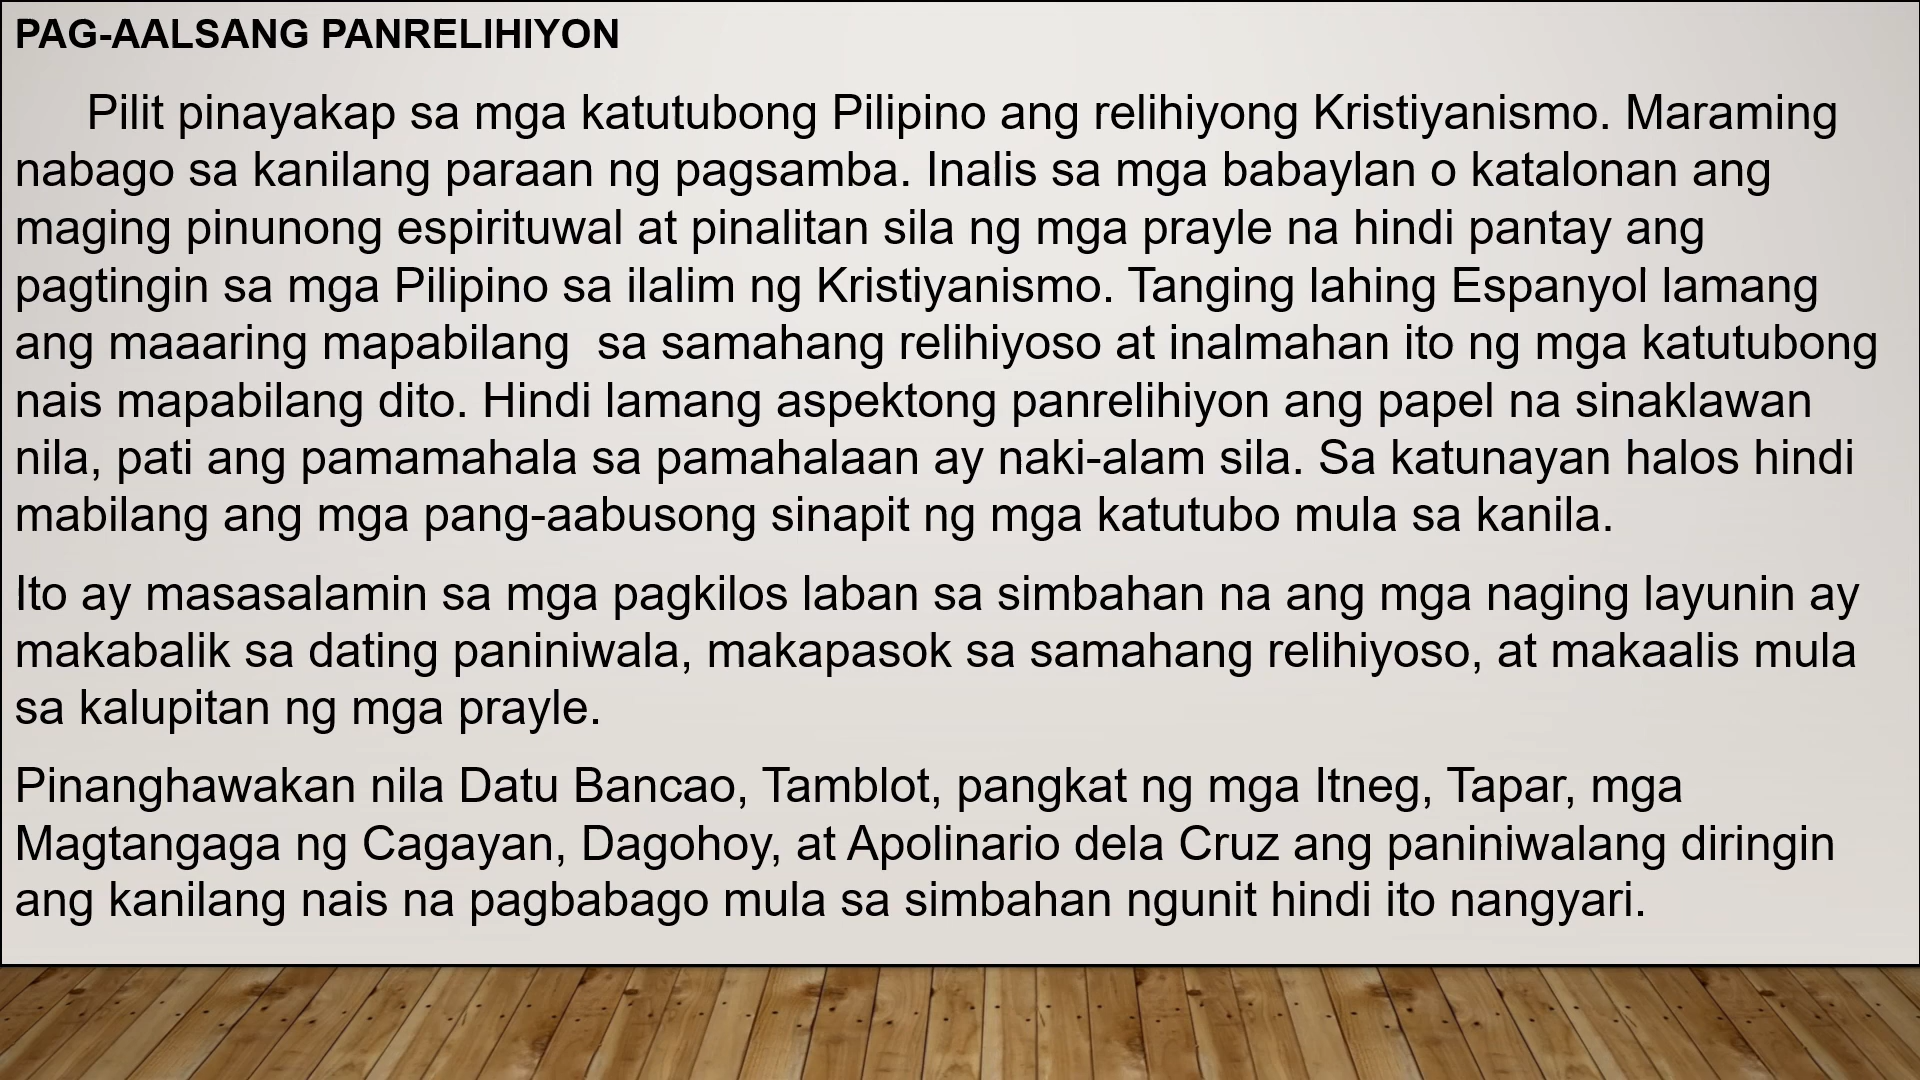 PAG-AALSANG PANRELIHIYON
Pilit pinayakap sa mga katutubong Pilipino ang relihiyong Kristiyanismo. Maraming
nabago sa kanilang paraan ng pagsamba. Inalis sa mga babaylan o katalonan ang
maging pinunong espirituwal at pinalitan sila ng mga prayle na hindi pantay ang
pagtingin sa mga Pilipino sa ilalim ng Kristiyanismo. Tanging lahing Espanyol lamang
ang maaaring mapabilang  sa samahang relihiyoso at inalmahan ito ng mga katutubong
nais mapabilang dito. Hindi lamang aspektong panrelihiyon ang papel na sinaklawan
nila, pati ang pamamahala sa pamahalaan ay naki-alam sila. Sa katunayan halos hindi
mabilang ang mga pang-aabusong sinapit ng mga katutubo mula sa kanila.
Ito ay masasalamin sa mga pagkilos laban sa simbahan na ang mga naging layunin ay
makabalik sa dating paniniwala, makapasok sa samahang relihiyoso, at makaalis mula
sa kalupitan ng mga prayle.
Pinanghawakan nila Datu Bancao, Tamblot, pangkat ng mga Itneg, Tapar, mga
Magtangaga ng Cagayan, Dagohoy, at Apolinario dela Cruz ang paniniwalang diringin
ang kanilang nais na pagbabago mula sa simbahan ngunit hindi ito nangyari.